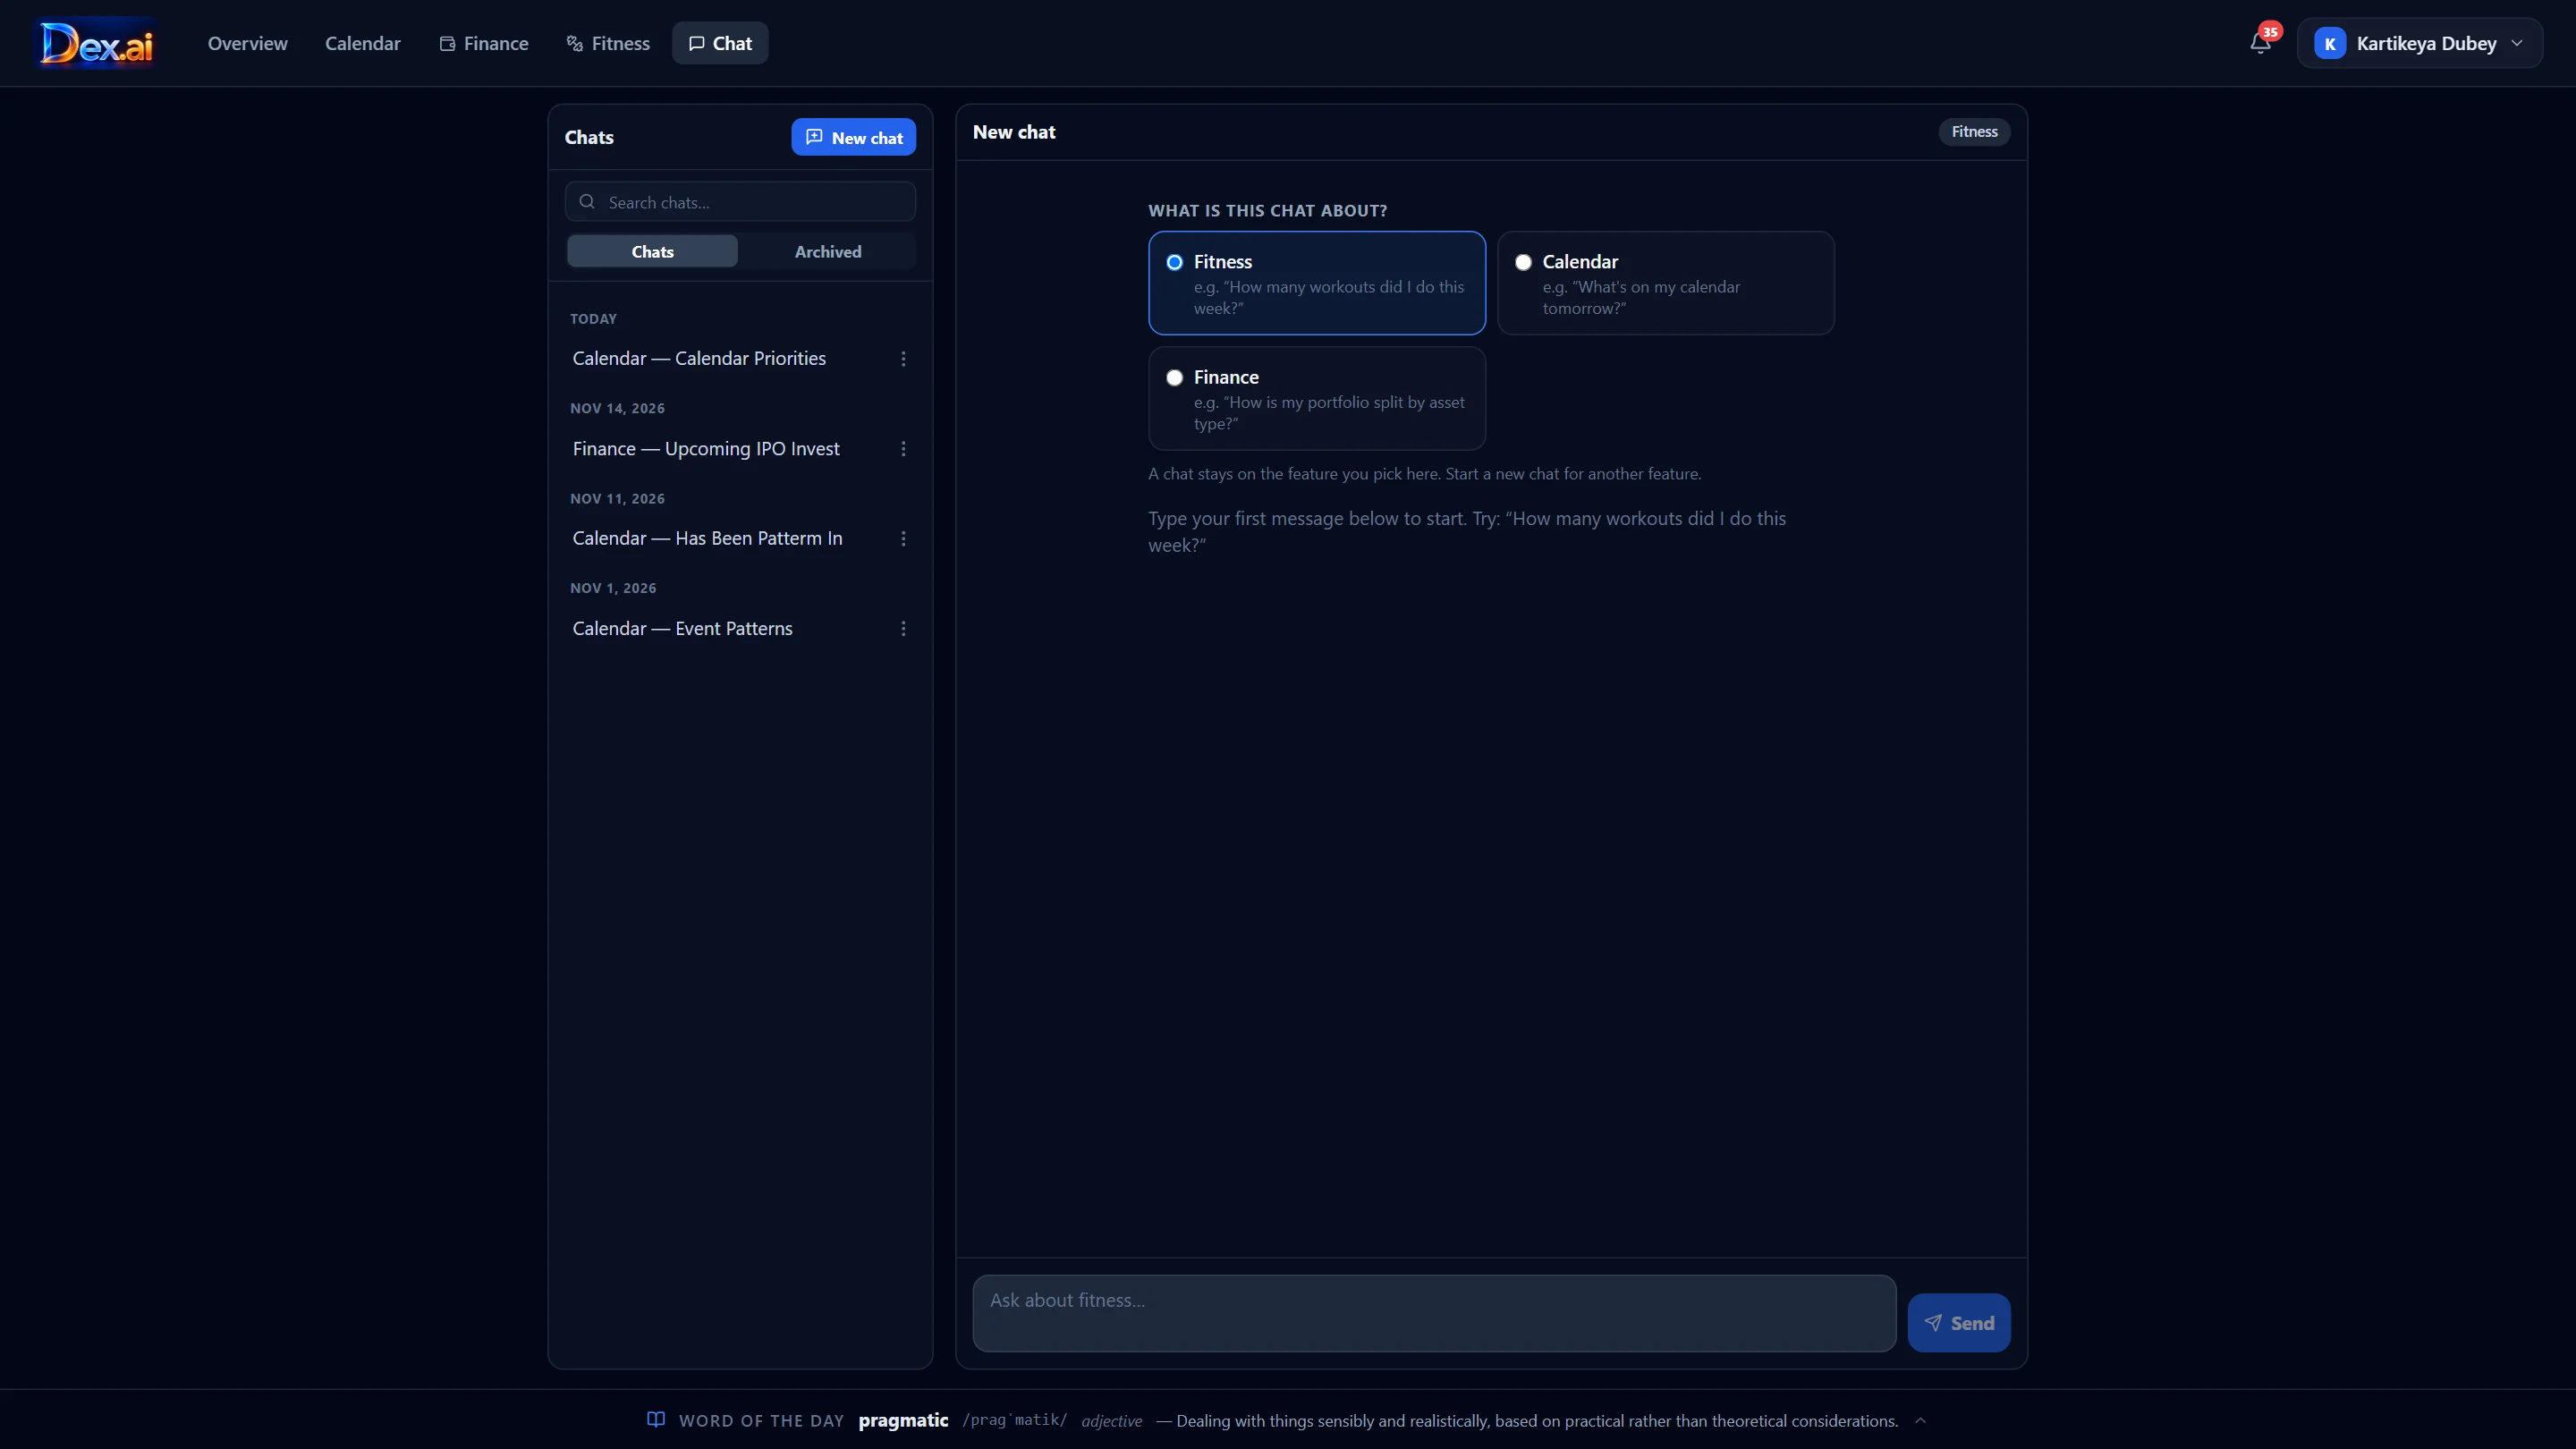 Dex.ai
Overview
Calendar
Finance
Fitness
Chat
35
K
Kartikeya Dubey
Chats
New chat
Search chats...
Chats
Archived
TODAY
Calendar — Calendar Priorities
NOV 14, 2026
Finance — Upcoming IPO Invest
NOV 11, 2026
Calendar — Has Been Patterm In
NOV 1, 2026
Calendar — Event Patterns
New chat
Fitness
WHAT IS THIS CHAT ABOUT?
Fitness
e.g. “How many workouts did I do this
week?”
Calendar
e.g. “What's on my calendar
tomorrow?”
Finance
e.g. “How is my portfolio split by asset
type?”
A chat stays on the feature you pick here. Start a new chat for another feature.
Type your first message below to start. Try: “How many workouts did I do this
week?”
Ask about fitness...
Send
WORD OF THE DAY pragmatic /praɡˈmatik/ adjective — Dealing with things sensibly and realistically, based on practical rather than theoretical considerations.